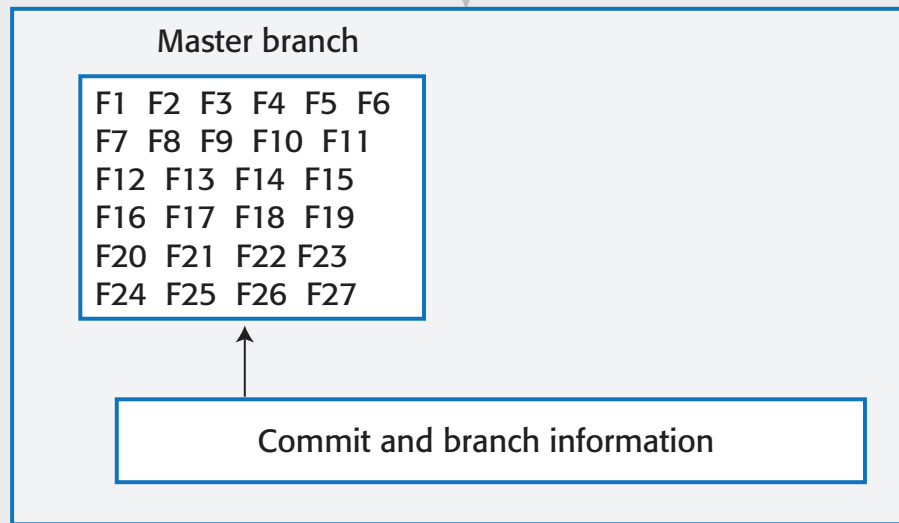 Master branch
F1 F2 F3 F4 F5 F6
F7 F8 F9 F10 F11
F12 F13 F14 F15
F16 F17 F18 F19
F20 F21 F22 F23
F24 F25 F26 F27
Commit and branch information